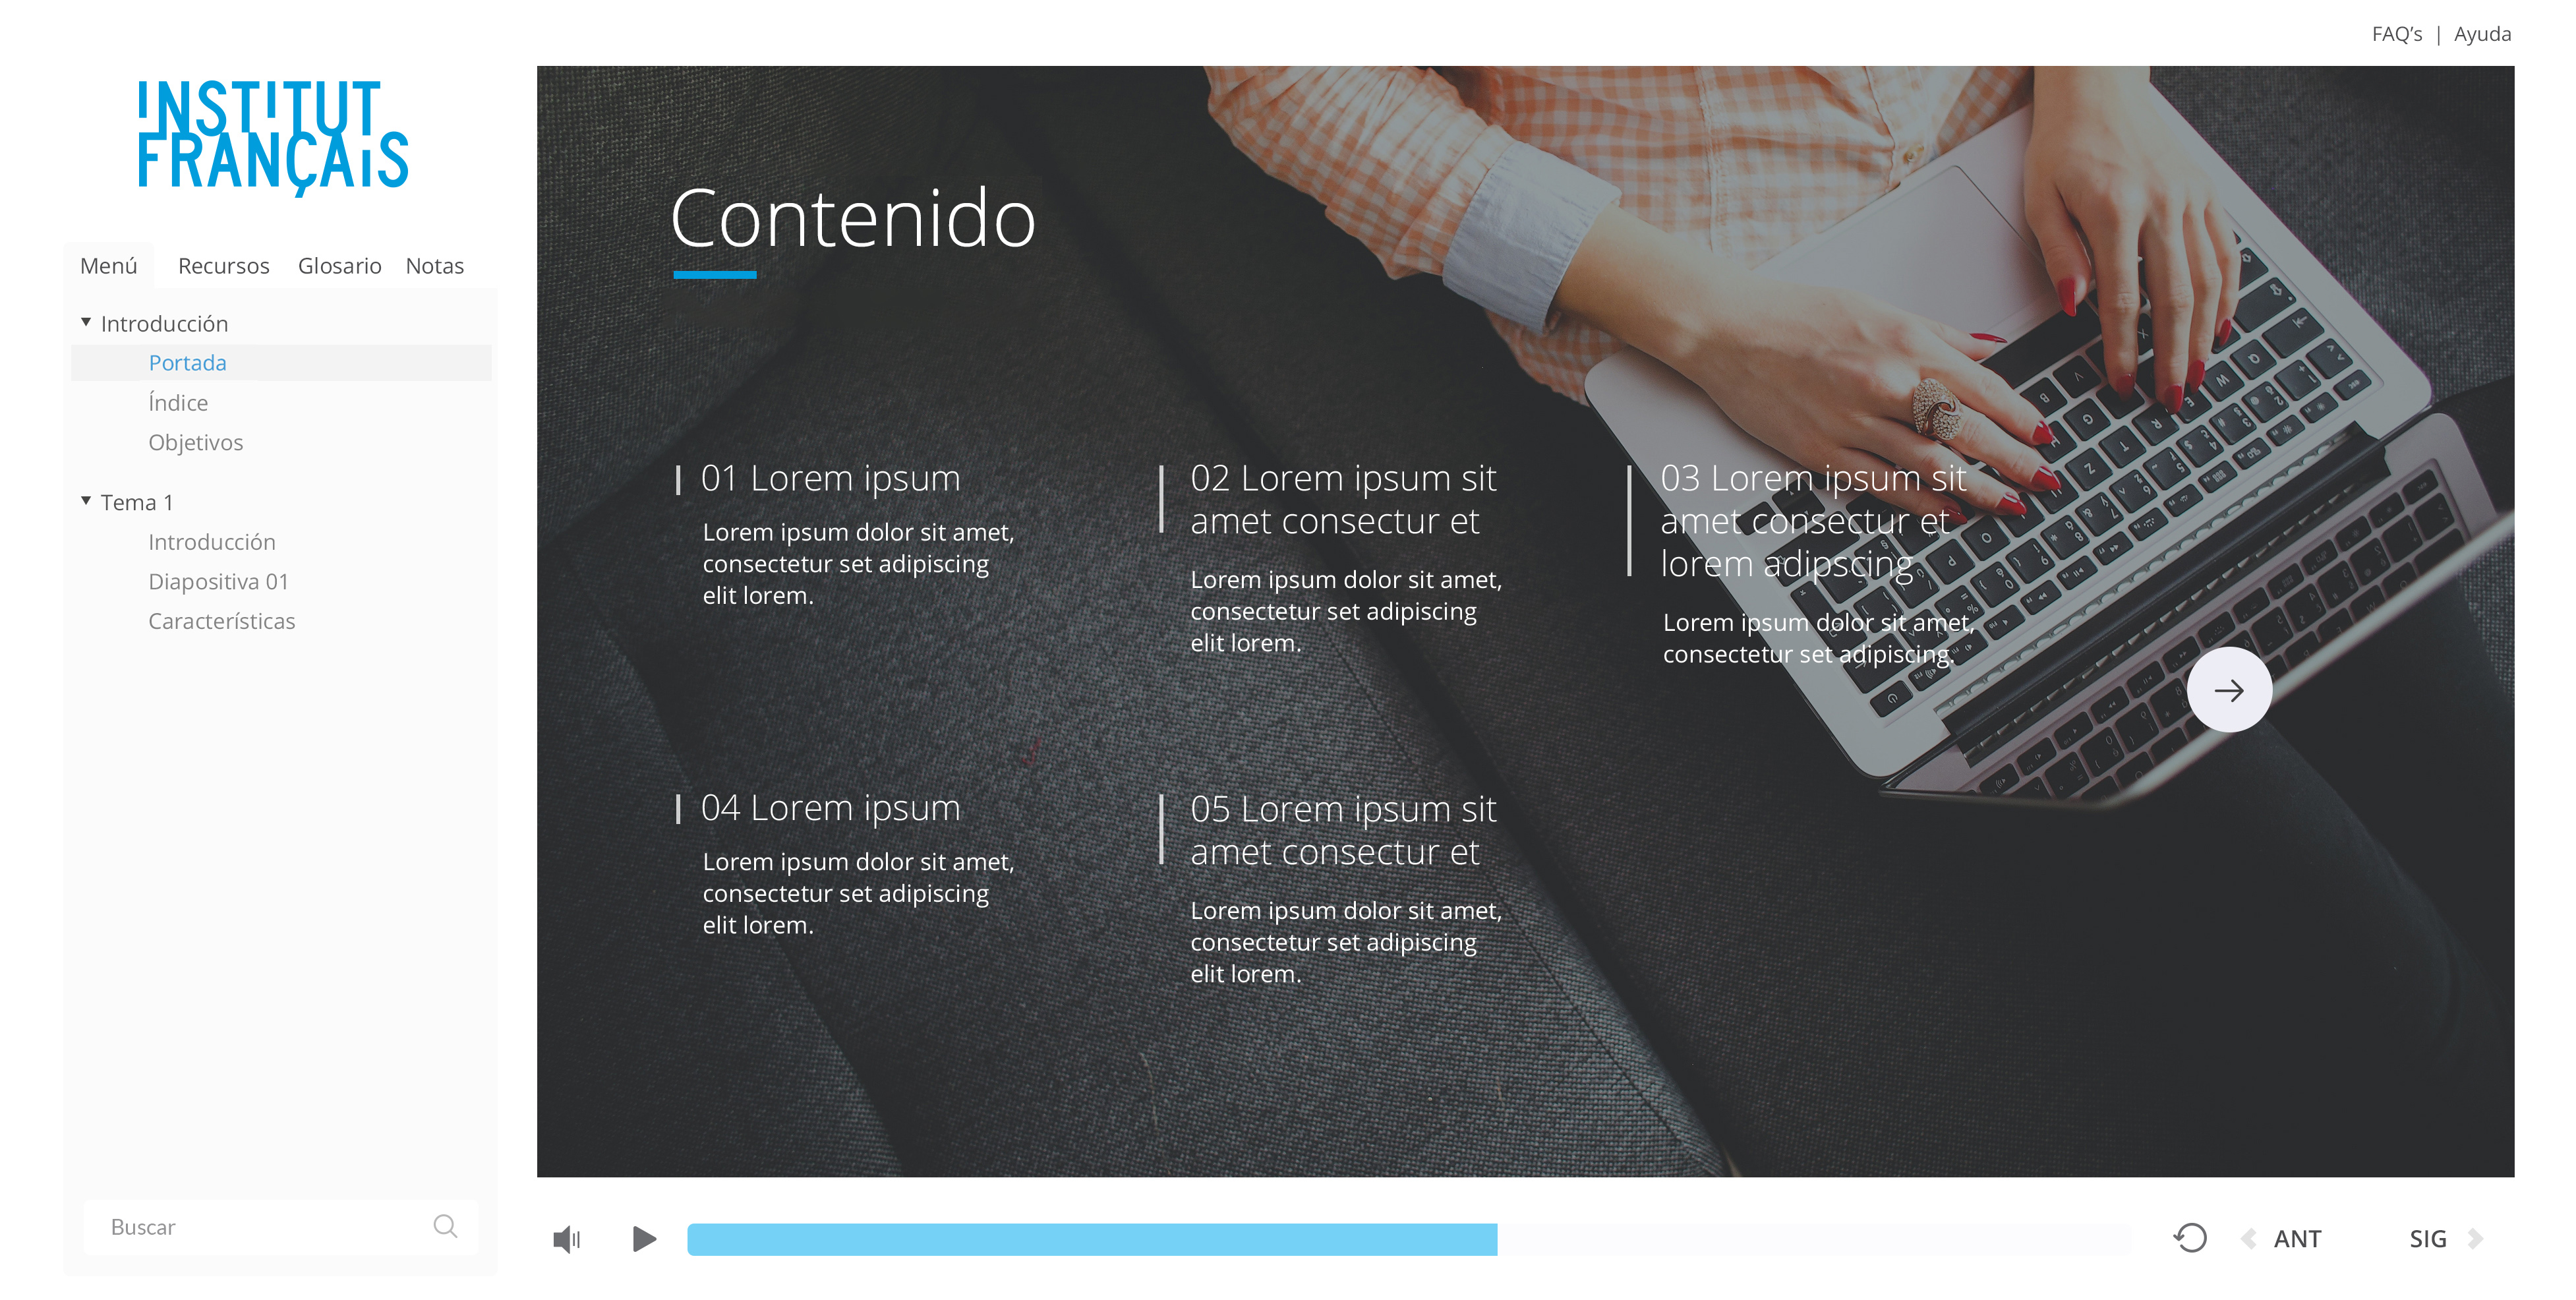 FAQ's | Ayuda
INSTITUT
FRANÇAIS
Menú Recursos Glosario Notas
Introducción
Portada
Índice
Objetivos
Tema 1
Introducción
Diapositiva 01
Características
Buscar
Contenido
01 Lorem ipsum
Lorem ipsum dolor sit amet,
consectetur set adipiscing
elit lorem.
02 Lorem ipsum sit
amet consectur et
Lorem ipsum dolor sit amet,
consectetur set adipiscing
elit lorem.
03 Lorem ipsum sit
amet consectur et
lorem adipscing
Lorem ipsum dolor sit amet,
consectetur set adipiscing.
04 Lorem ipsum
Lorem ipsum dolor sit amet,
consectetur set adipiscing
elit lorem.
05 Lorem ipsum sit
amet consectur et
Lorem ipsum dolor sit amet,
consectetur set adipiscing
elit lorem.
ANT SIG